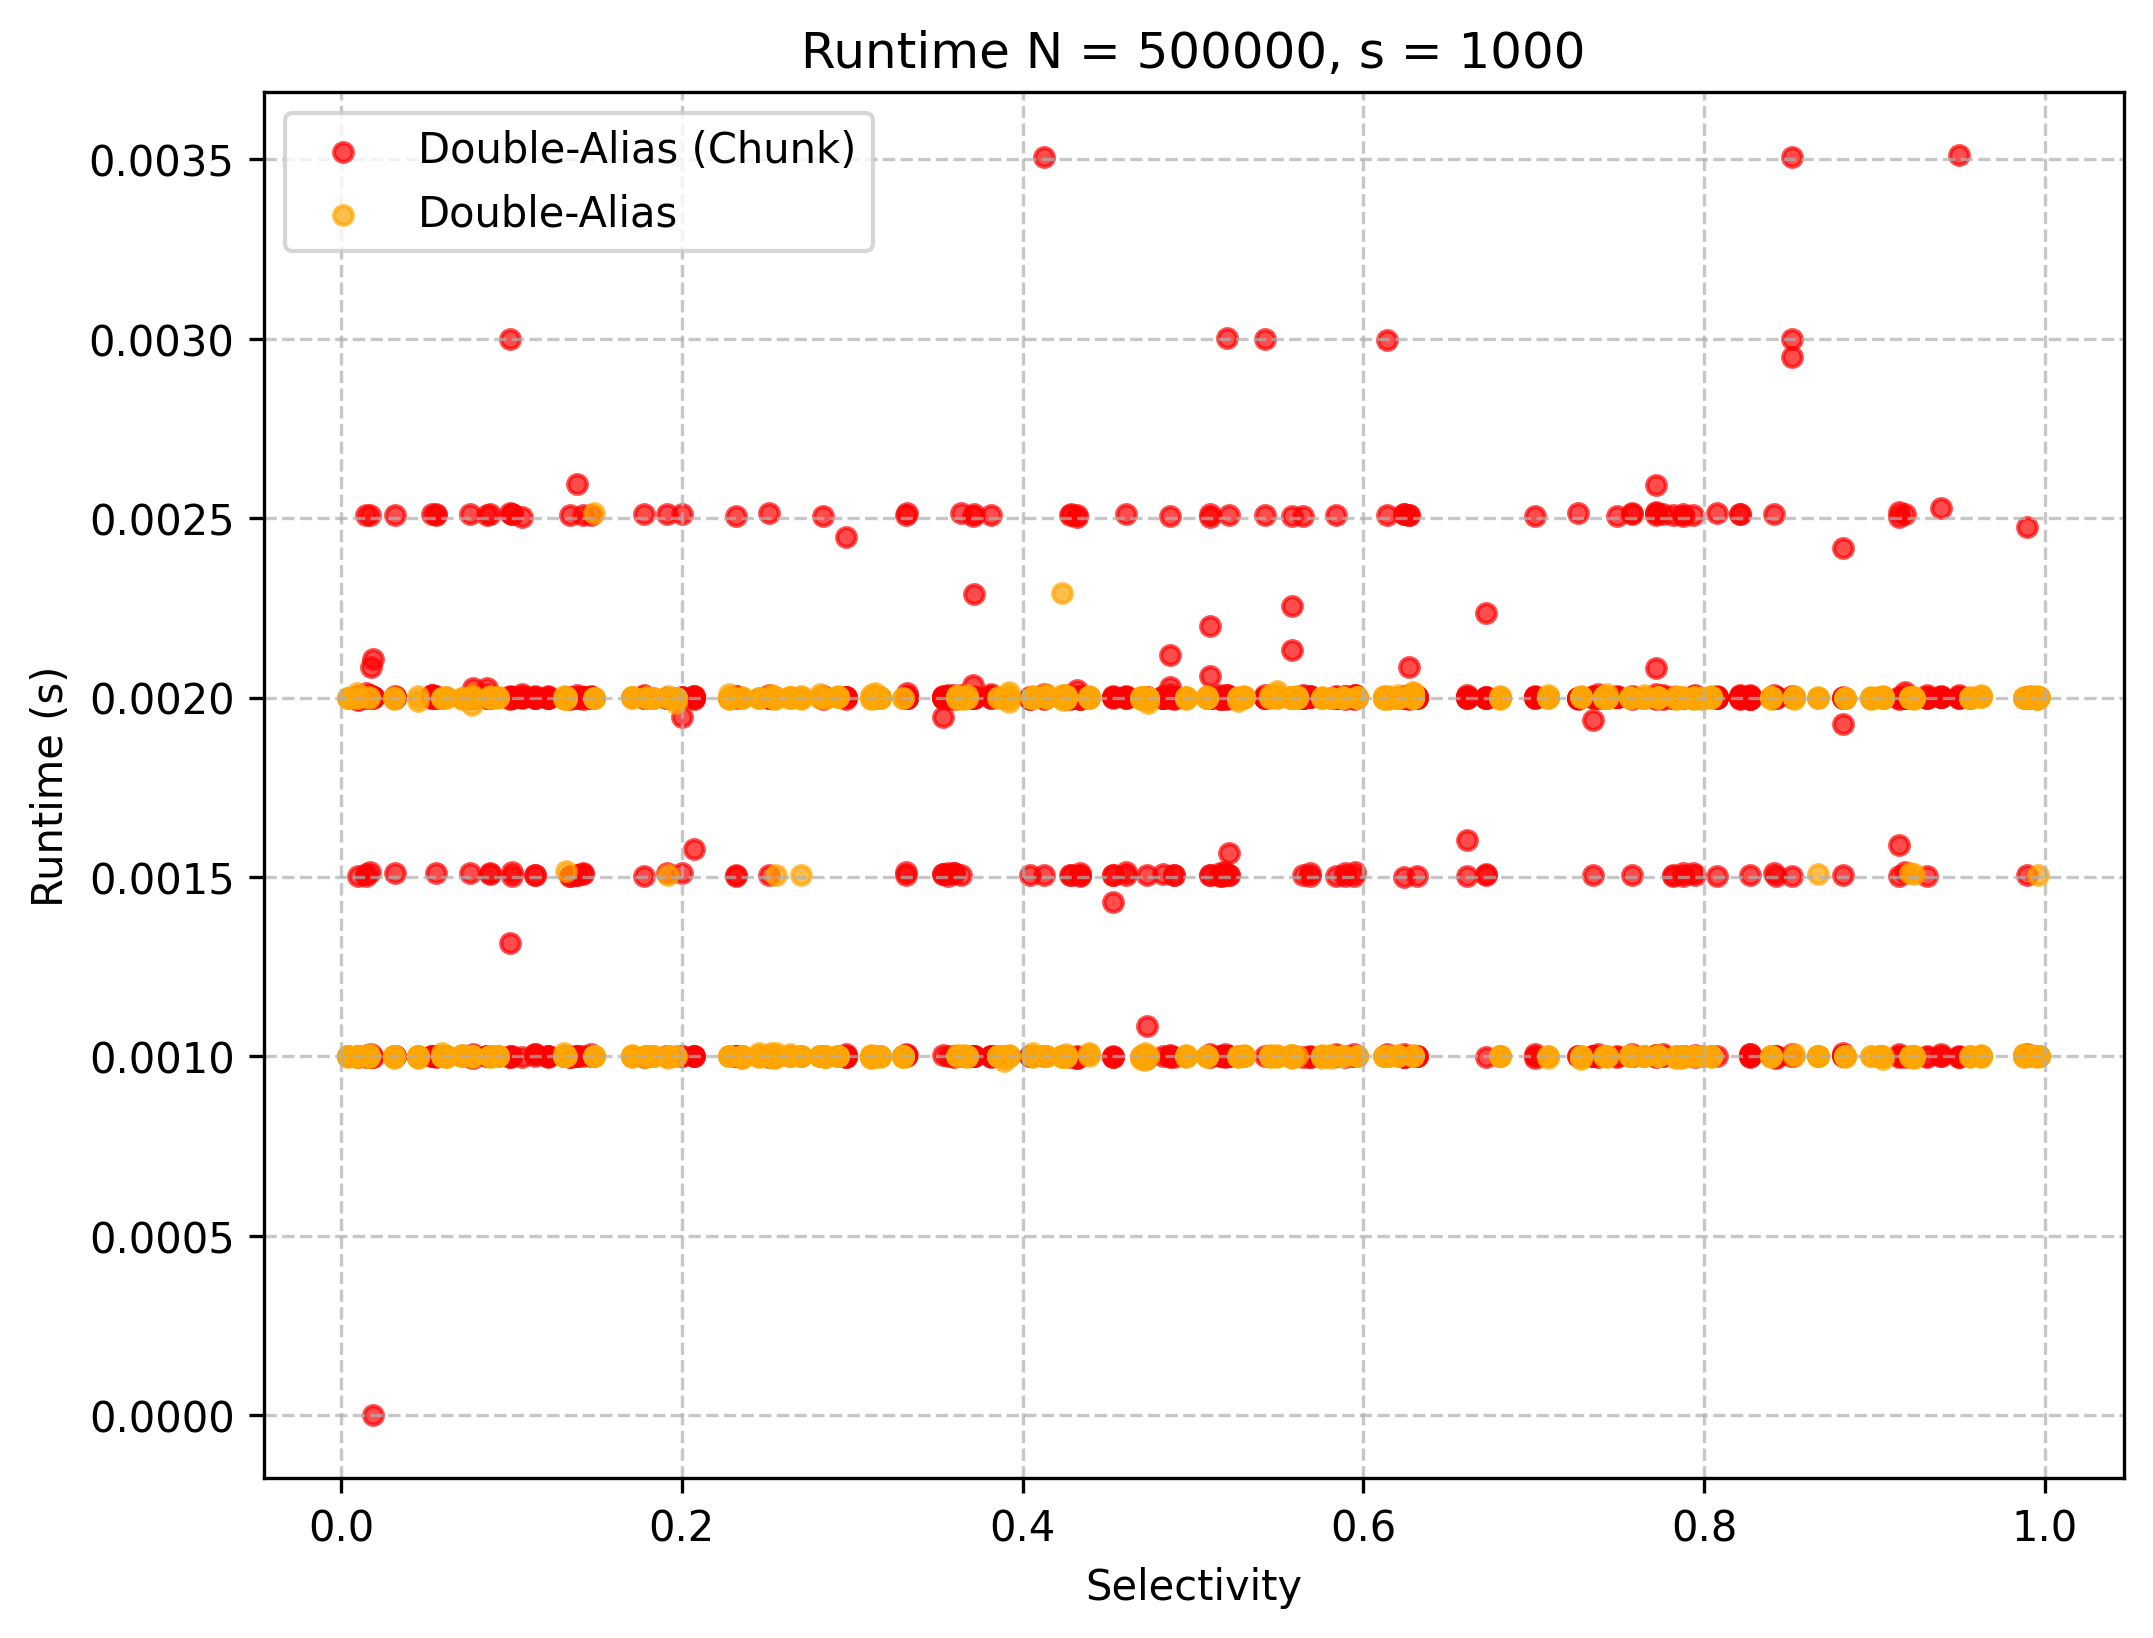 Runtime N = 500000, s = 1000
Double-Alias (Chunk)
Double-Alias
Runtime (s)
0.0035
0.0030
0.0025
0.0020
0.0015
0.0010
0.0005
0.0000
0.0 0.2 0.4 0.6 0.8 1.0
Selectivity